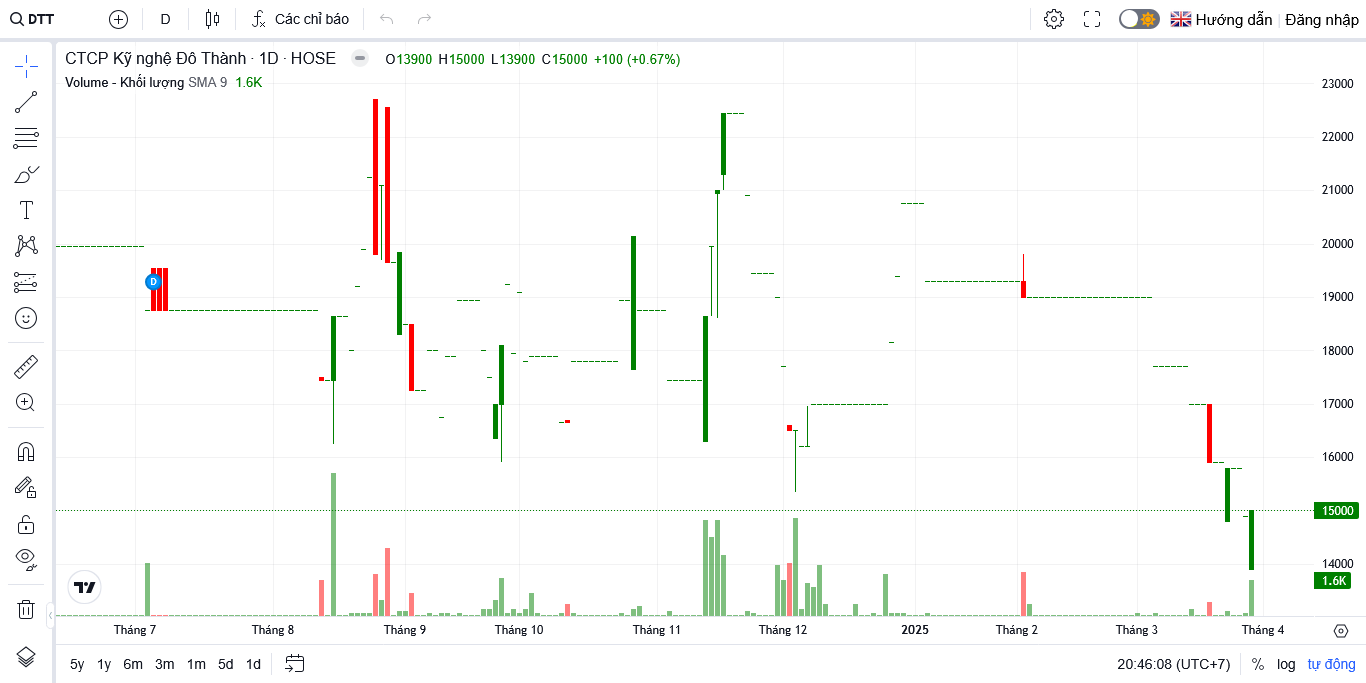 DTT D Các chỉ báo Hướng dẫn Đăng nhập
CTCP Kỹ nghệ Đô Thành · 1D · HOSE O13900 H15000 L13900 C15000 +100 (+0.67%)
Volume - Khối lượng SMA 9 1.6K
23000
22000
21000
20000
19000
D
18000
17000
16000
15000
14000
1.6K
Tháng 7 Tháng 8 Tháng 9 Tháng 10 Tháng 11 Tháng 12 2025 Tháng 2 Tháng 3 Tháng 4
5y 1y 6m 3m 1m 5d 1d 20:46:08 (UTC+7) % log tự động